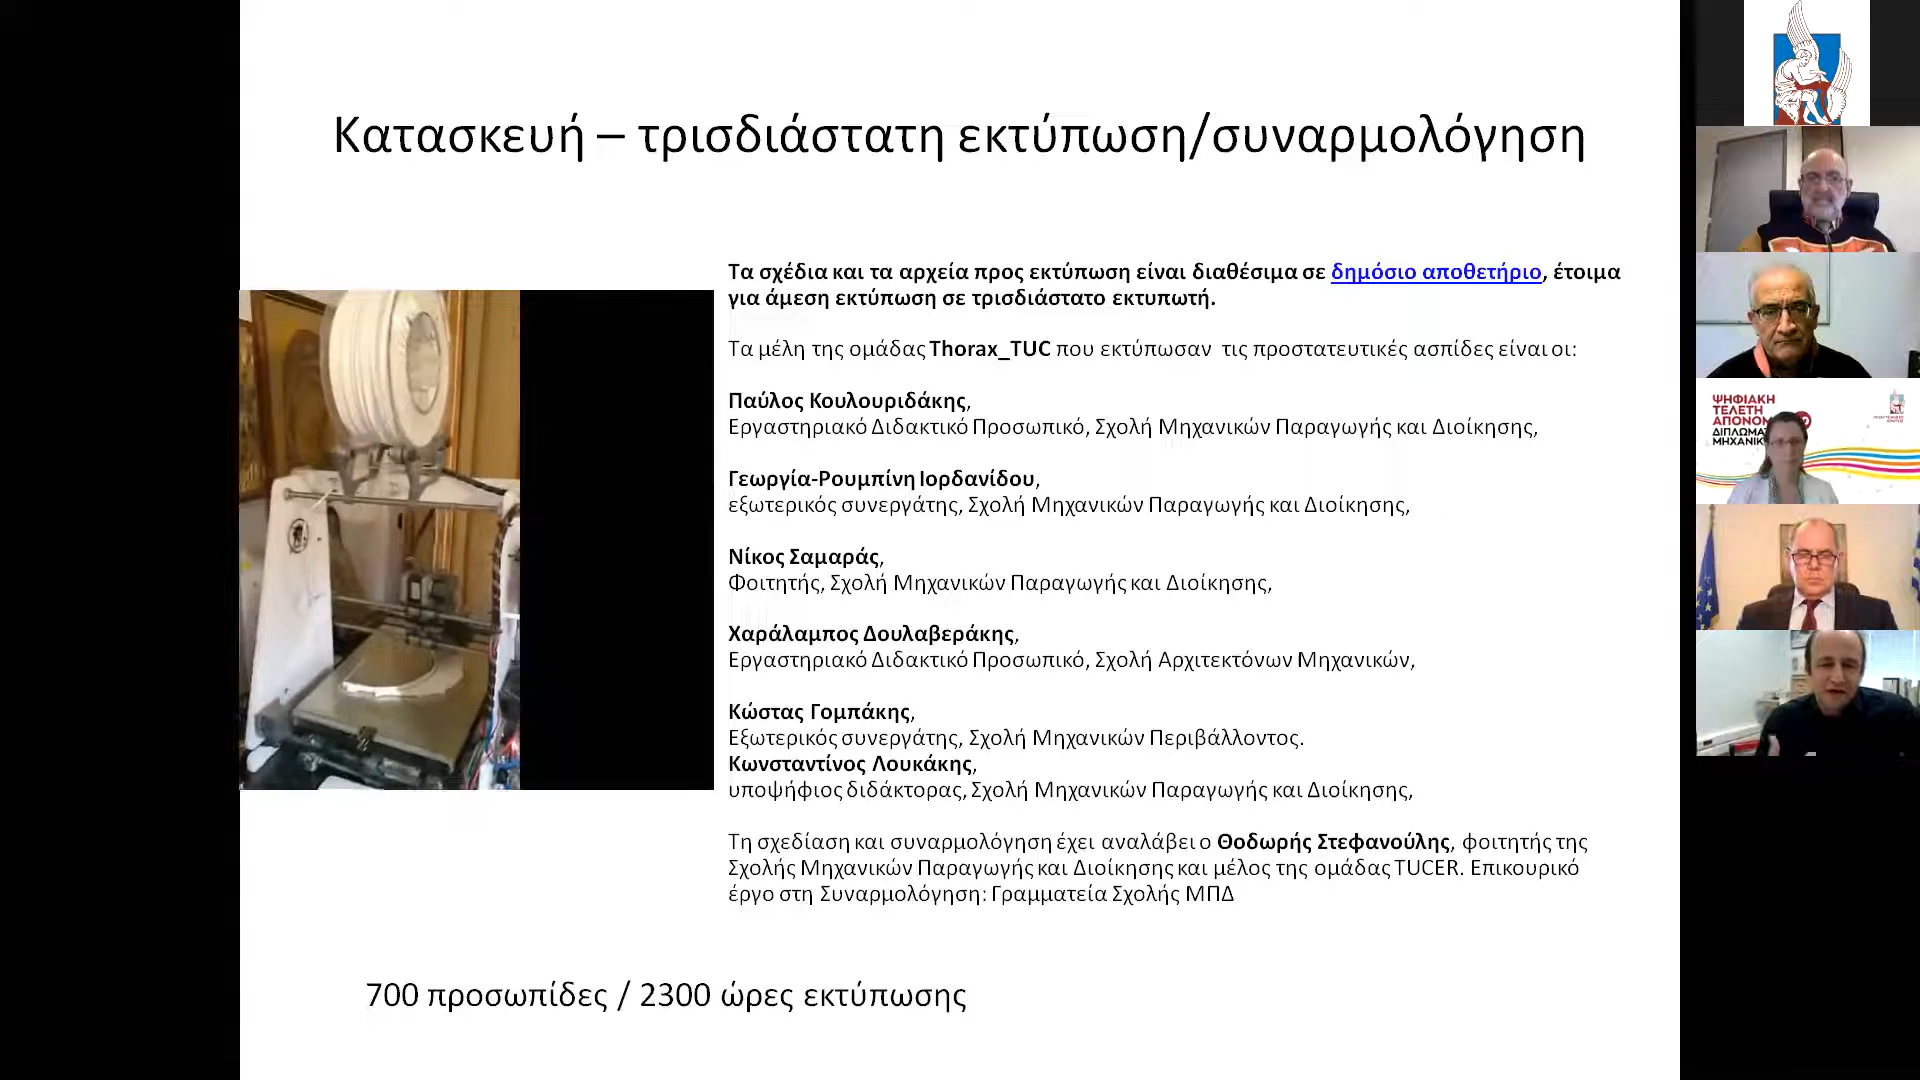 Κατασκευή – τρισδιάστατη εκτύπωση/συναρμολόγηση
Τα σχέδια και τα αρχεία προς εκτύπωση είναι διαθέσιμα σε δημόσιο αποθετήριο, έτοιμα
για άμεση εκτύπωση σε τρισδιάστατο εκτυπωτή.
Τα μέλη της ομάδας Thorax_TUC που εκτύπωσαν τις προστατευτικές ασπίδες είναι οι:
Παύλος Κουλουριδάκης,
Εργαστηριακό Διδακτικό Προσωπικό, Σχολή Μηχανικών Παραγωγής και Διοίκησης,
Γεωργία-Ρουμπίνη Ιορδανίδου,
εξωτερικός συνεργάτης, Σχολή Μηχανικών Παραγωγής και Διοίκησης,
Νίκος Σαμαράς,
Φοιτητής, Σχολή Μηχανικών Παραγωγής και Διοίκησης,
Χαράλαμπος Δουλαβεράκης,
Εργαστηριακό Διδακτικό Προσωπικό, Σχολή Αρχιτεκτόνων Μηχανικών,
Κώστας Γομπάκης,
Εξωτερικός συνεργάτης, Σχολή Μηχανικών Περιβάλλοντος.
Κωνσταντίνος Λουκάκης,
υποψήφιος διδάκτορας, Σχολή Μηχανικών Παραγωγής και Διοίκησης,
Τη σχεδίαση και συναρμολόγηση έχει αναλάβει ο Θοδωρής Στεφανούλης, φοιτητής της
Σχολής Μηχανικών Παραγωγής και Διοίκησης και μέλος της ομάδας TUCER. Επικουρικό
έργο στη Συναρμολόγηση: Γραμματεία Σχολής ΜΠΔ
700 προσωπίδες / 2300 ώρες εκτύπωσης
ΨΗΦΙΑΚΗ
ΤΕΛΕΤΗ
ΑΠΟΝΟΜ
ΔΙΠΛΩΜΑ
ΜΗΧΑΝΙΚ